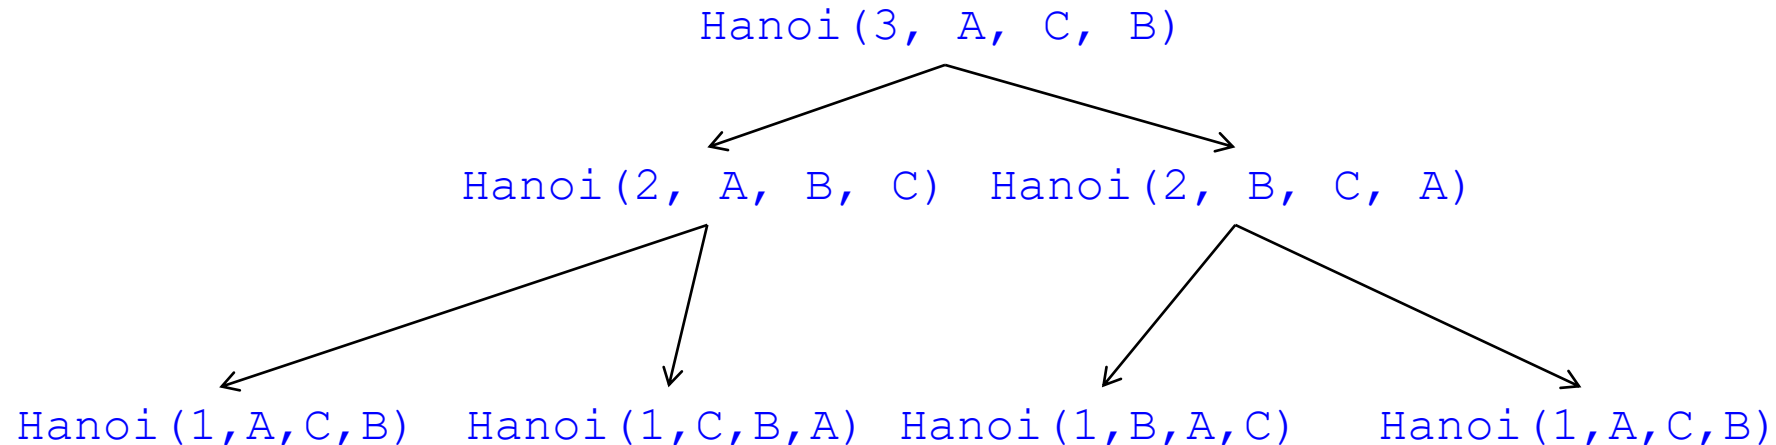 Hanoi(3, A, C, B)
Hanoi(2, A, B, C) Hanoi(2, B, C, A)
Hanoi(1,A,C,B) Hanoi(1,C,B,A) Hanoi(1,B,A,C) Hanoi(1,A,C,B)